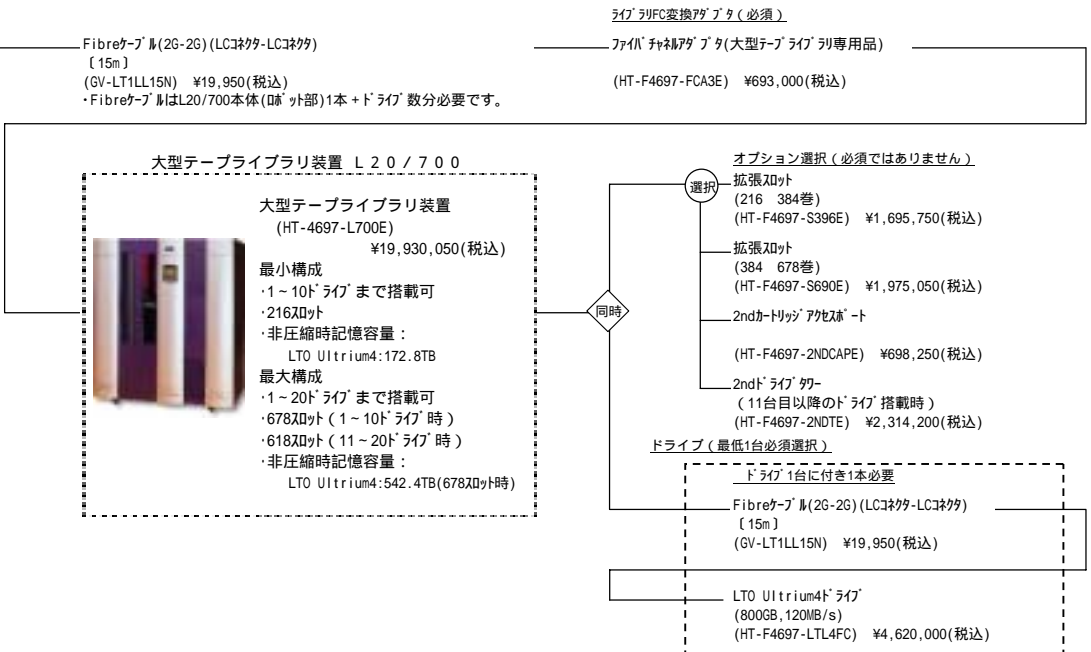 ﾗｲﾌﾞﾗﾘFC変換ｱﾀﾞﾌﾟﾀ(必須)
Fibreｹｰﾌﾞﾙ(2G-2G)(LCｺﾈｸﾀ-LCｺﾈｸﾀ)
〔15m〕
(GV-LT1LL15N) ¥19,950(税込)
・FibreｹｰﾌﾞﾙはL20/700本体(ﾛﾎﾞｯﾄ部)1本+ﾄﾞﾗｲﾌﾞ数分必要です。
ﾌｧｲﾊﾞﾁｬﾈﾙｱﾀﾞﾌﾟﾀ(大型ﾃｰﾌﾟﾗｲﾌﾞﾗﾘ専用品)
(HT-F4697-FCA3E) ¥693,000(税込)
大型テープライブラリ装置 L20/700
大型テープライブラリ装置
(HT-4697-L700E)
¥19,930,050(税込)
最小構成
・1~10ﾄﾞﾗｲﾌﾞまで搭載可
・216ｽﾛｯﾄ
・非圧縮時記憶容量:
LTO Ultrium4:172.8TB
最大構成
・1~20ﾄﾞﾗｲﾌﾞまで搭載可
・678ｽﾛｯﾄ(1~10ﾄﾞﾗｲﾌﾞ時)
・618ｽﾛｯﾄ(11~20ﾄﾞﾗｲﾌﾞ時)
・非圧縮時記憶容量:
LTO Ultrium4:542.4TB(678ｽﾛｯﾄ時)
同時
オプション選択(必須ではありません)
選択
拡張ｽﾛｯﾄ
(216 384巻)
(HT-F4697-S396E) ¥1,695,750(税込)
拡張ｽﾛｯﾄ
(384 678巻)
(HT-F4697-S690E) ¥1,975,050(税込)
2ndｶｰﾄﾘｯｼﾞｱｸｾｽﾎﾟｰﾄ
(HT-F4697-2NDCAPE) ¥698,250(税込)
2ndﾄﾞﾗｲﾌﾞﾀﾜｰ
(11台目以降のﾄﾞﾗｲﾌﾞ搭載時)
(HT-F4697-2NDTE) ¥2,314,200(税込)
ドライブ(最低1台必須選択)
ﾄﾞﾗｲﾌﾞ1台に付き1本必要
Fibreｹｰﾌﾞﾙ(2G-2G)(LCｺﾈｸﾀ-LCｺﾈｸﾀ)
〔15m〕
(GV-LT1LL15N) ¥19,950(税込)
LTO Ultrium4ﾄﾞﾗｲﾌﾞ
(800GB,120MB/s)
(HT-F4697-LTL4FC) ¥4,620,000(税込)